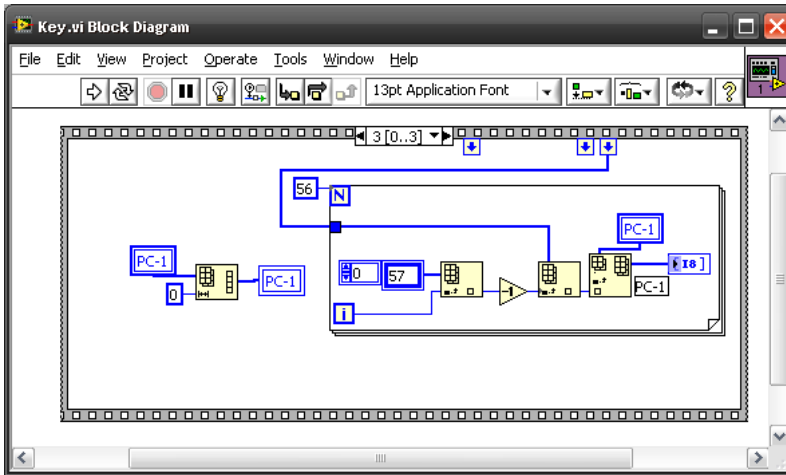 Key.vi Block Diagram
File Edit View Project Operate Tools Window Help
13pt Application Font
1
3 [0..3]
56
N
PC-1
PC-1
0
PC-1
0
57
I8
PC-1
-1
i